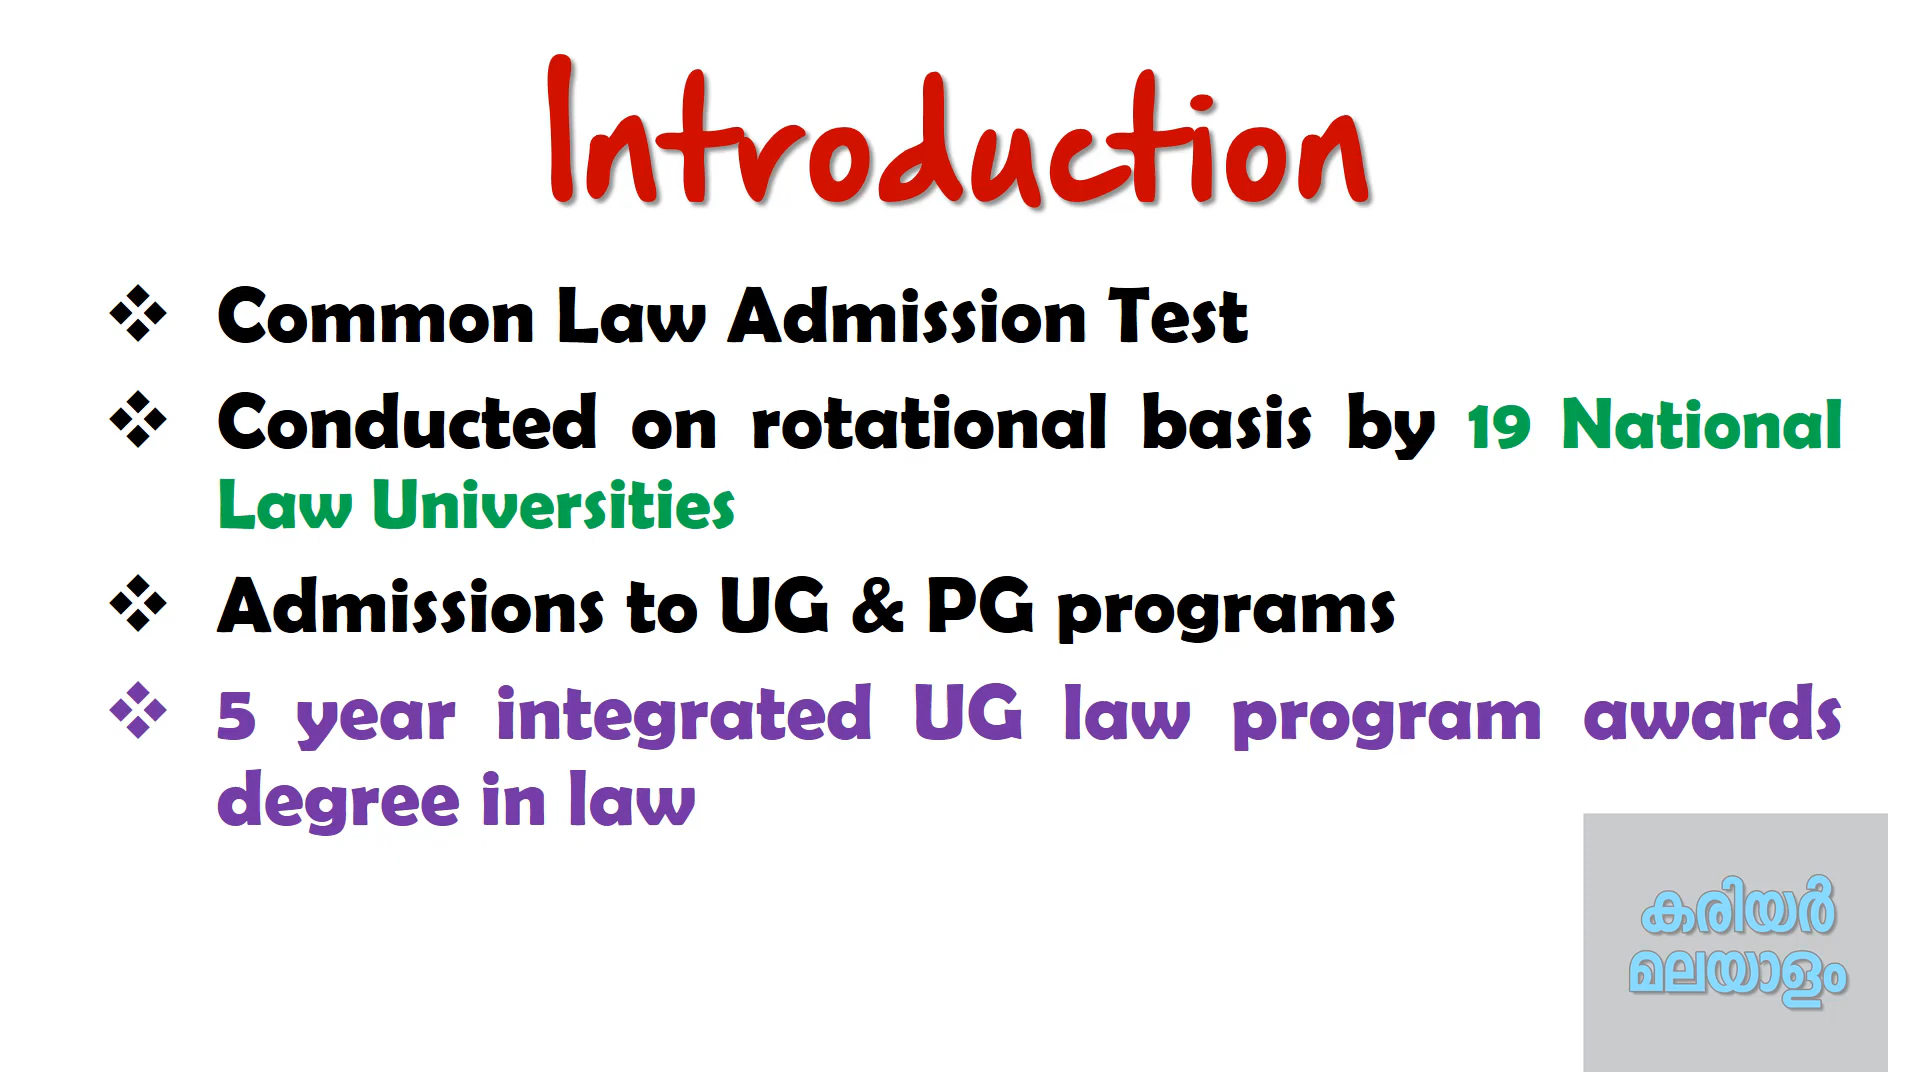 Introduction
❖ Common Law Admission Test
❖ Conducted on rotational basis by 19 National
Law Universities
❖ Admissions to UG & PG programs
❖ 5 year integrated UG law program awards
degree in law
കരിയർ
മലയാളം